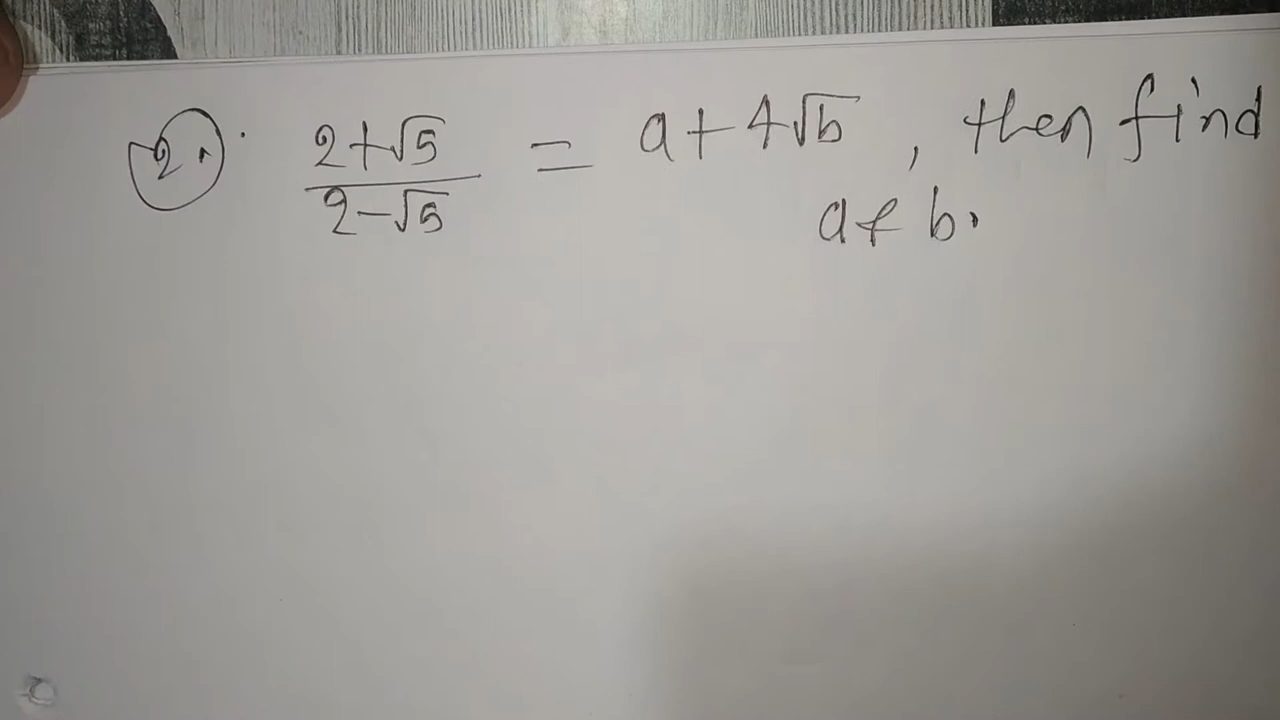 2. (2+√5)/(2-√5) = a+4√b, then find
a & b.